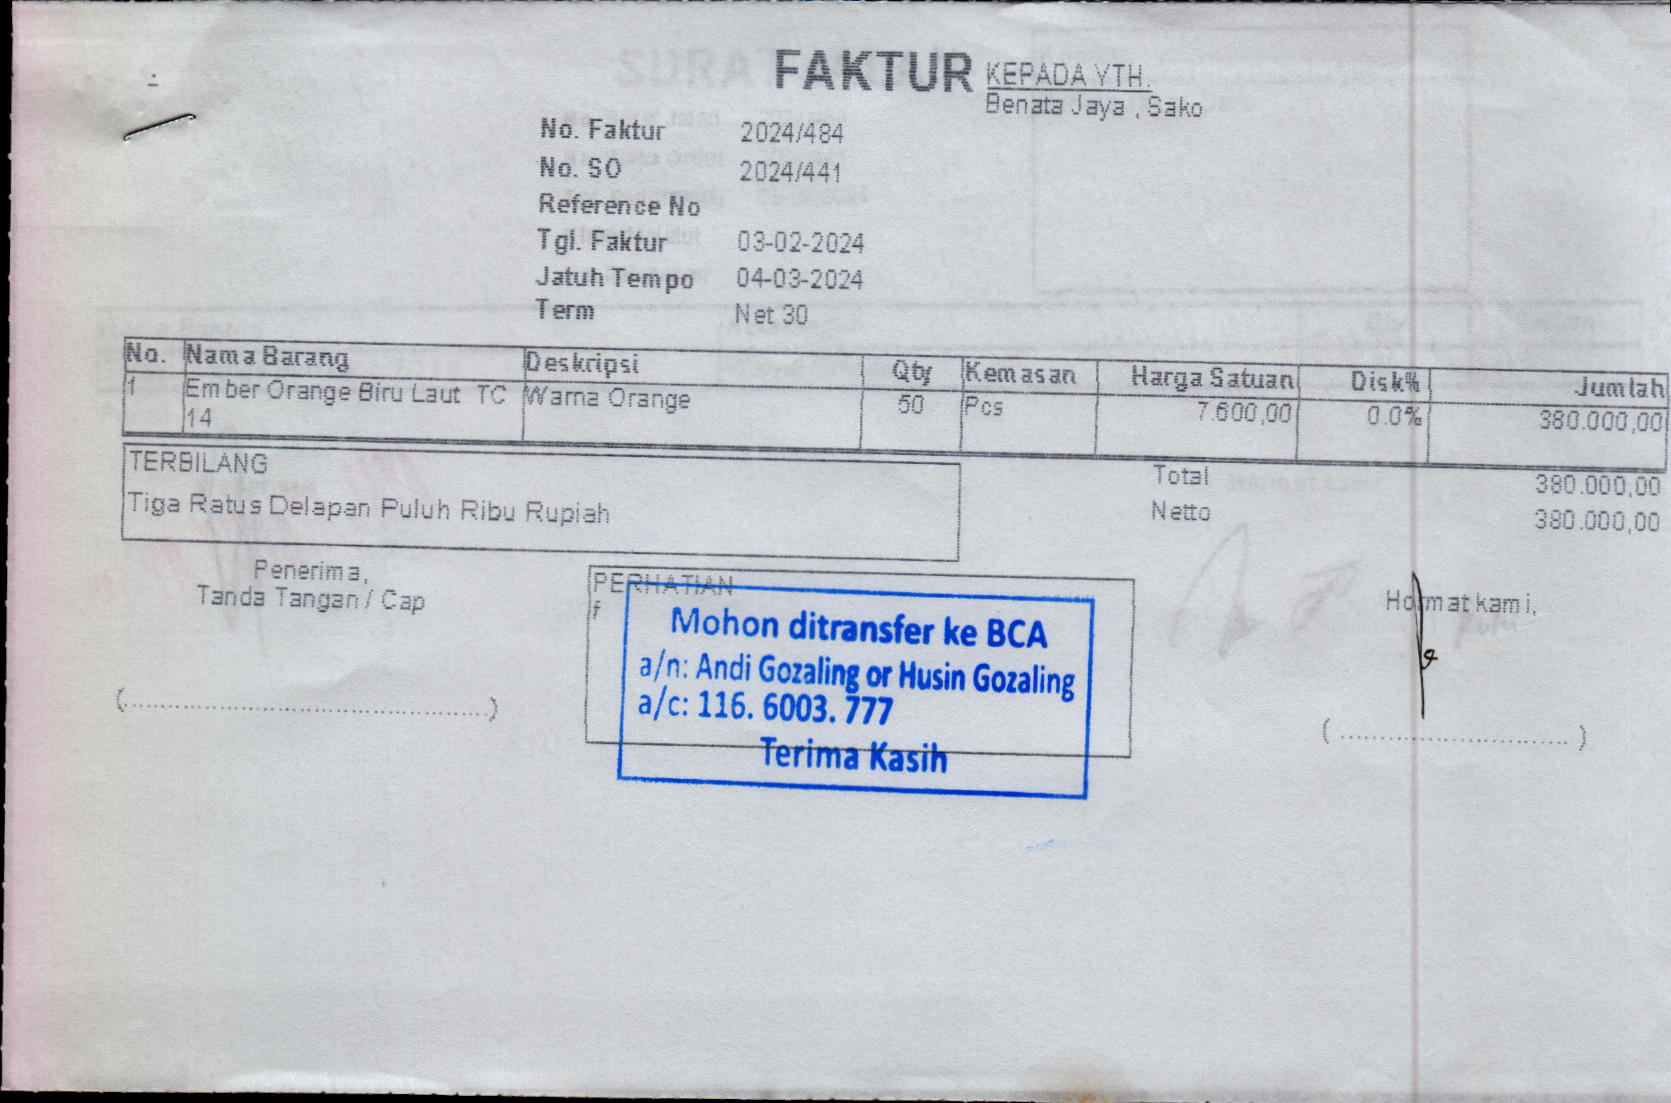 FAKTUR
KEPADA YTH.
Benata Jaya , Sako
No. Faktur 2024/484
No. SO 2024/441
Reference No
Tgl. Faktur 03-02-2024
Jatuh Tempo 04-03-2024
Term Net 30
No. Nama Barang Deskripsi Qty Kemasan Harga Satuan Disk% Jumlah
1 Ember Orange Biru Laut TC Warna Orange 50 Pcs 7.600,00 0.0% 380.000,00
14
TERBILANG
Tiga Ratus Delapan Puluh Ribu Rupiah
Total 380.000,00
Netto 380.000,00
Penerima,
Tanda Tangan / Cap
(..................................................)
PERHATIAN
f
Mohon ditransfer ke BCA
a/n: Andi Gozaling or Husin Gozaling
a/c: 116. 6003. 777
Terima Kasih
Hormat kami,
(................................)